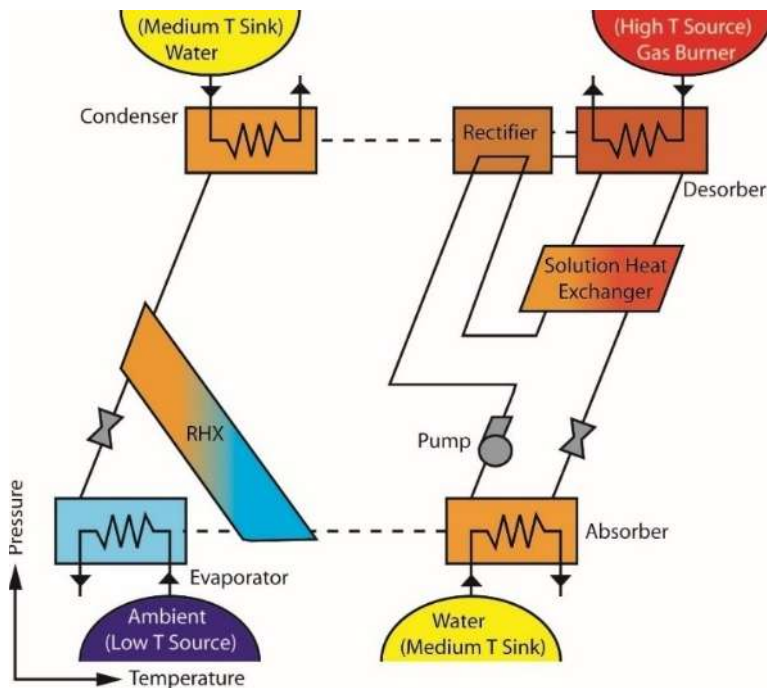 (Medium T Sink)
Water
(High T Source)
Gas Burner
Condenser
Rectifier
Desorber
Solution Heat
Exchanger
RHX
Pump
Absorber
Evaporator
Pressure
Ambient
(Low T Source)
Water
(Medium T Sink)
Temperature